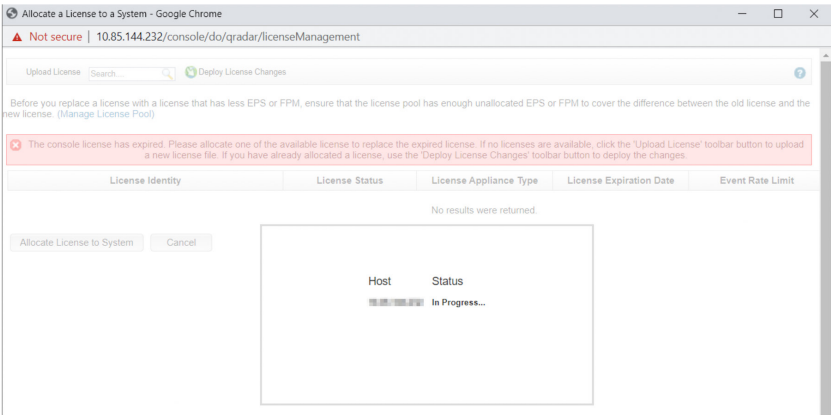 Allocate a License to a System - Google Chrome
Not secure | 10.85.144.232/console/do/qradar/licenseManagement
Upload License Search... Deploy License Changes
Before you replace a license with a license that has less EPS or FPM, ensure that the license pool has enough unallocated EPS or FPM to cover the difference between the old license and the
new license. (Manage License Pool)
The console license has expired. Please allocate one of the available license to replace the expired license. If no licenses are available, click the 'Upload License' toolbar button to upload
a new license file. If you have already allocated a license, use the 'Deploy License Changes' toolbar button to deploy the changes.
License Identity License Status License Appliance Type License Expiration Date Event Rate Limit
No results were returned.
Allocate License to System Cancel
Host Status
In Progress...